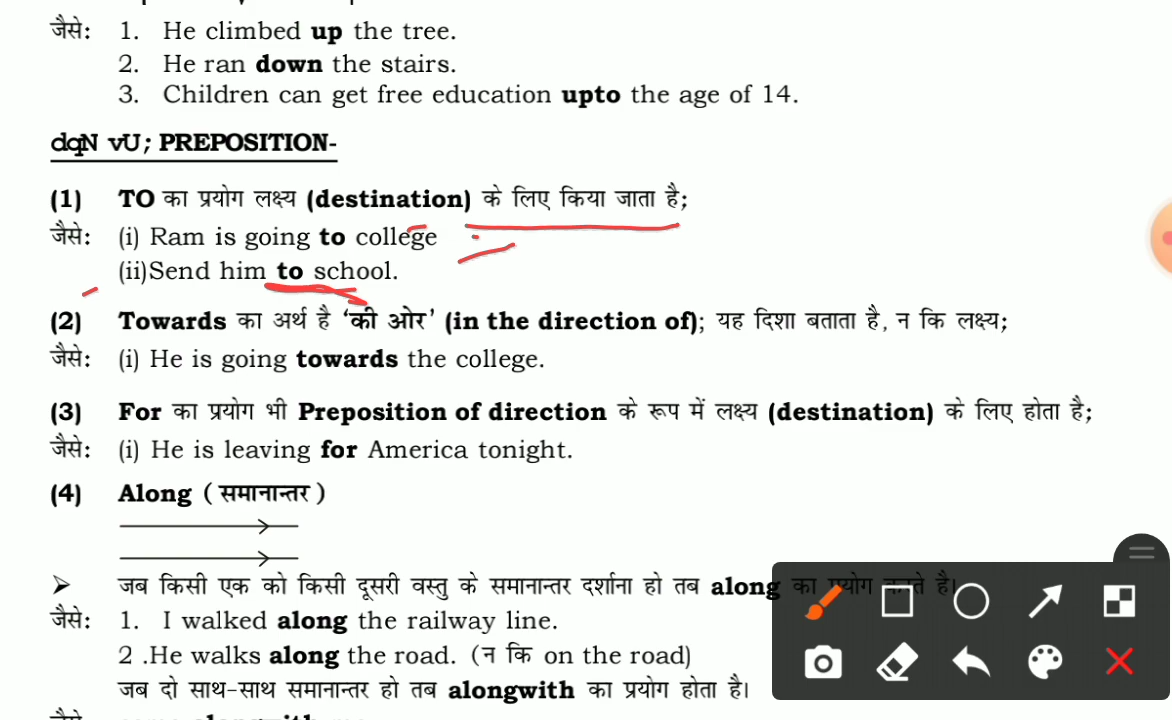 जैसे: 1. He climbed up the tree.
2. He ran down the stairs.
3. Children can get free education upto the age of 14.
dqN vU; PREPOSITION-
(1) TO का प्रयोग लक्ष्य (destination) के लिए किया जाता है;
जैसे: (i) Ram is going to college
(ii)Send him to school.
(2) Towards का अर्थ है ‘की ओर’ (in the direction of); यह दिशा बताता है, न कि लक्ष्य;
जैसे: (i) He is going towards the college.
(3) For का प्रयोग भी Preposition of direction के रूप में लक्ष्य (destination) के लिए होता है;
जैसे: (i) He is leaving for America tonight.
(4) Along ( समानान्तर )
जब किसी एक को किसी दूसरी वस्तु के समानान्तर दर्शाना हो तब along का प्रयोग करते है।
जैसे: 1. I walked along the railway line.
2 .He walks along the road. (न कि on the road)
जब दो साथ-साथ समानान्तर हो तब alongwith का प्रयोग होता है।